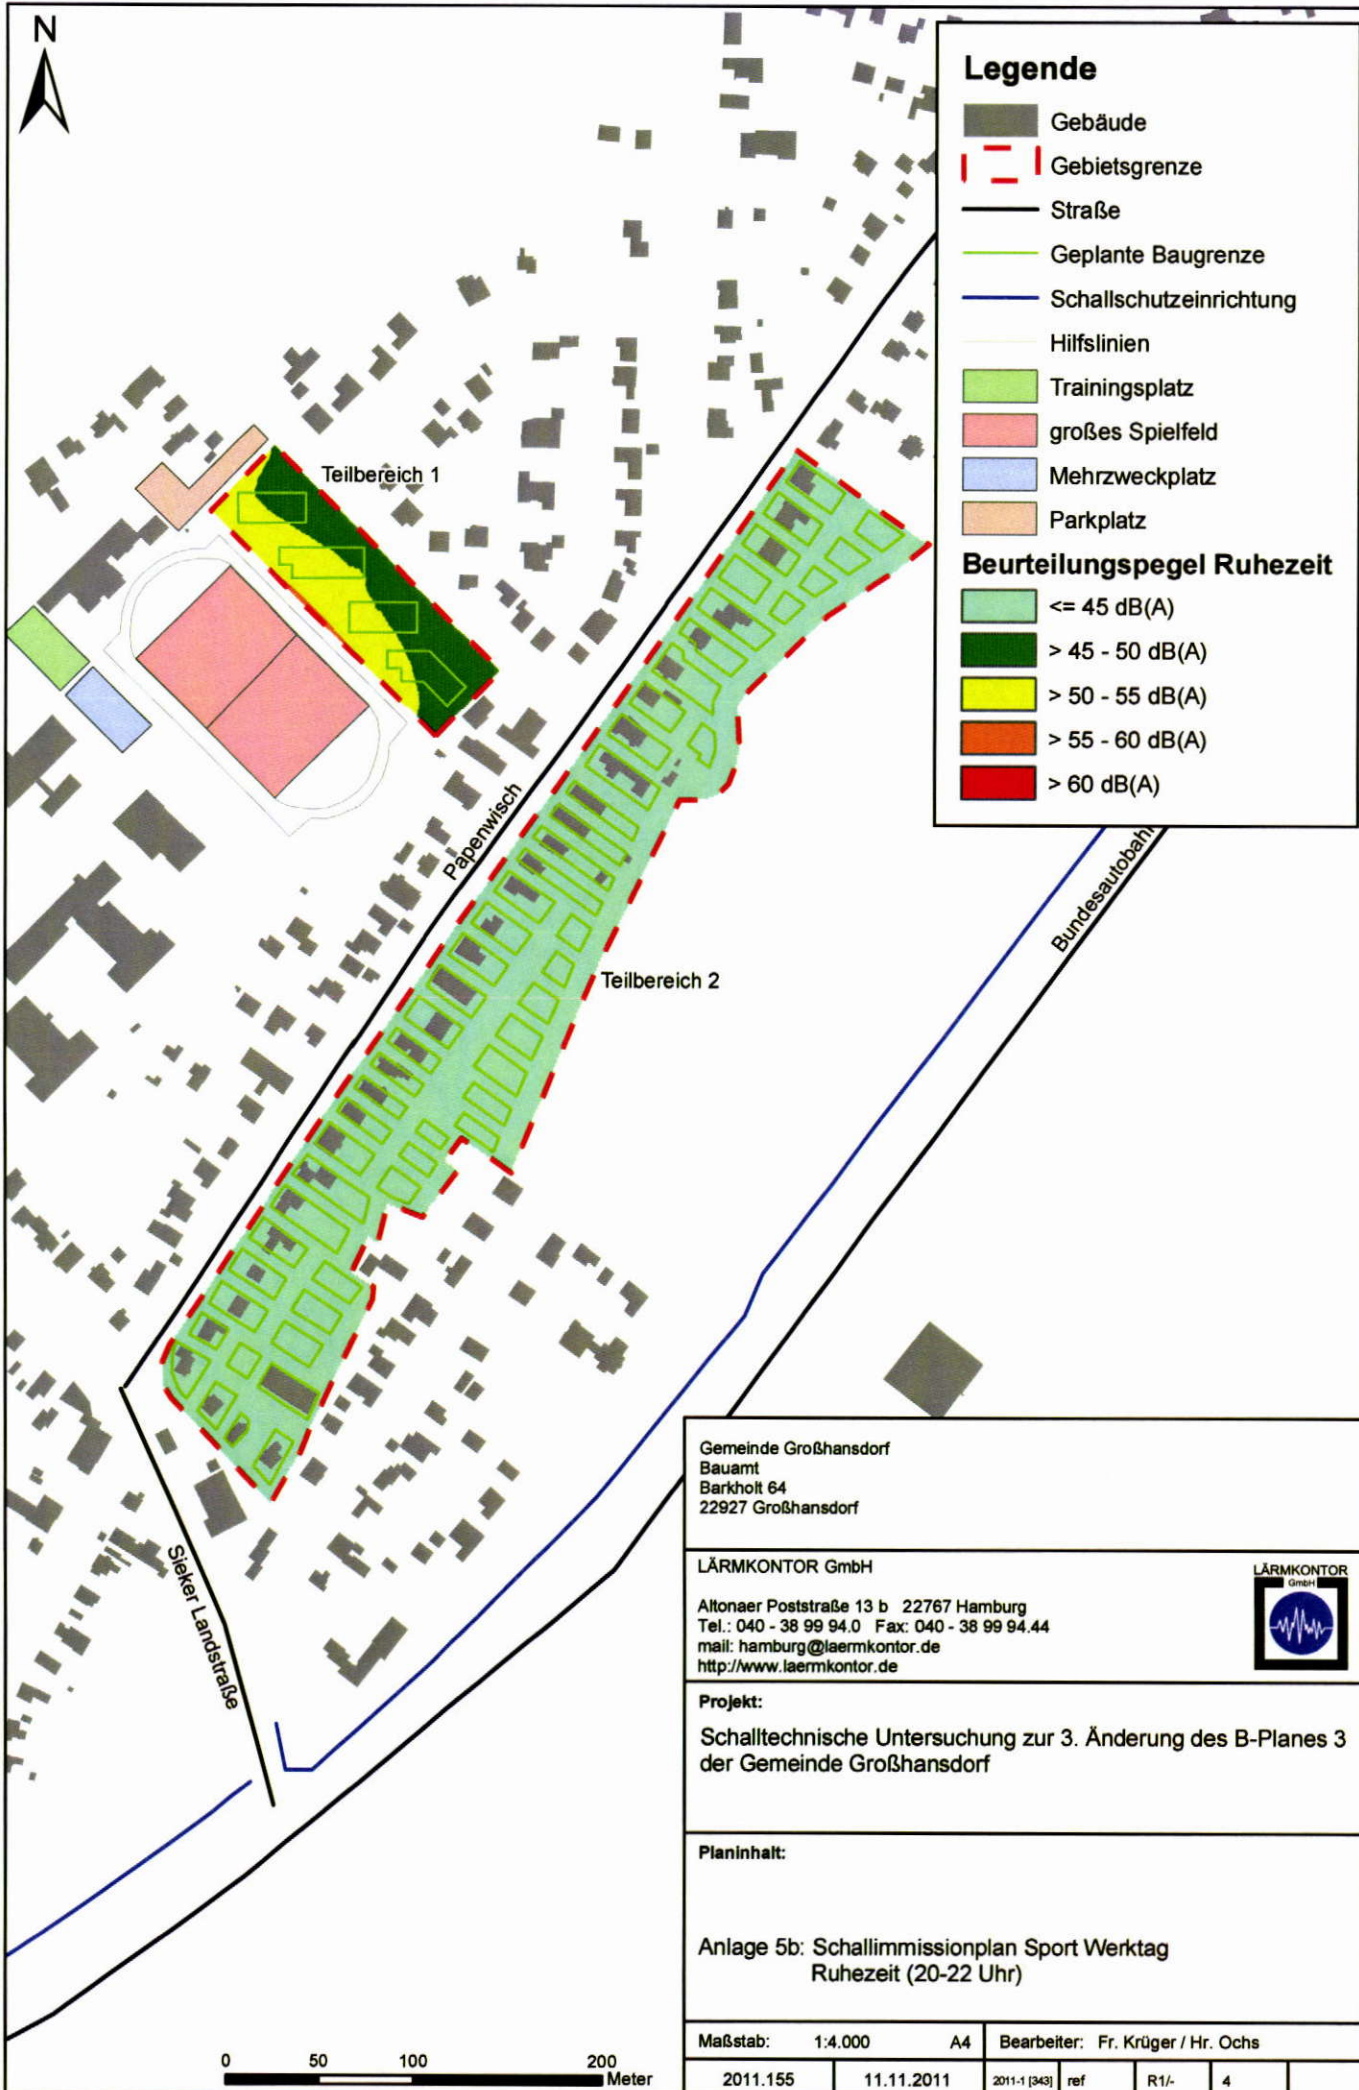 N
Legende
Gebäude
Gebietsgrenze
Straße
Geplante Baugrenze
Schallschutzeinrichtung
Hilfslinien
Trainingsplatz
großes Spielfeld
Mehrzweckplatz
Parkplatz
Beurteilungspegel Ruhezeit
<= 45 dB(A)
> 45 - 50 dB(A)
> 50 - 55 dB(A)
> 55 - 60 dB(A)
> 60 dB(A)
Teilbereich 1
Papenwisch
Bundesautobahn
Teilbereich 2
Sieker Landstraße
Gemeinde Großhansdorf
Bauamt
Barkholt 64
22927 Großhansdorf
LÄRMKONTOR GmbH
Altonaer Poststraße 13 b 22767 Hamburg
Tel.: 040 - 38 99 94.0 Fax: 040 - 38 99 94.44
mail: hamburg@laermkontor.de
http://www.laermkontor.de
LÄRMKONTOR
GmbH
Projekt:
Schalltechnische Untersuchung zur 3. Änderung des B-Planes 3
der Gemeinde Großhansdorf
Planinhalt:
Anlage 5b: Schallimmissionplan Sport Werktag
Ruhezeit (20-22 Uhr)
Maßstab: 1:4.000 A4 Bearbeiter: Fr. Krüger / Hr. Ochs
2011.155 11.11.2011 2011-1 [343] ref R1/- 4
0 50 100 200
Meter